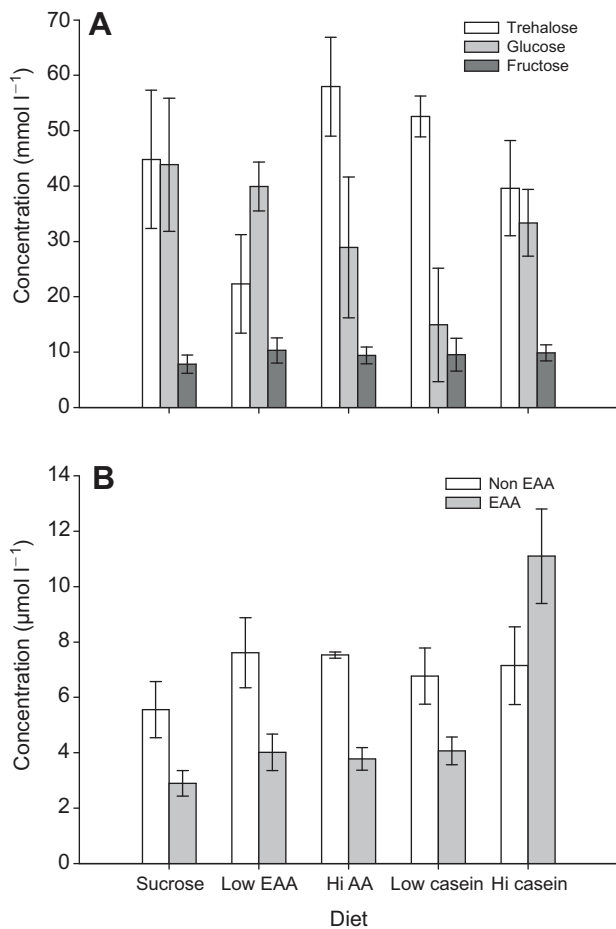 A
Trehalose
Glucose
Fructose
Concentration (mmol l⁻¹)
70
60
50
40
30
20
10
0
B
Non EAA
EAA
Concentration (µmol l⁻¹)
14
12
10
8
6
4
2
0
Sucrose Low EAA Hi AA Low casein Hi casein
Diet